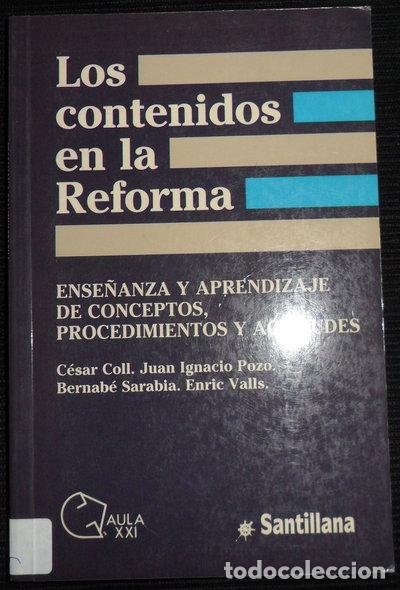 Los
contenidos
en la
Reforma
ENSEÑANZA Y APRENDIZAJE
DE CONCEPTOS,
PROCEDIMIENTOS Y ACTITUDES
César Coll. Juan Ignacio Pozo.
Bernabé Sarabia. Enric Valls.
AULA
XXI
Santillana
todocoleccion